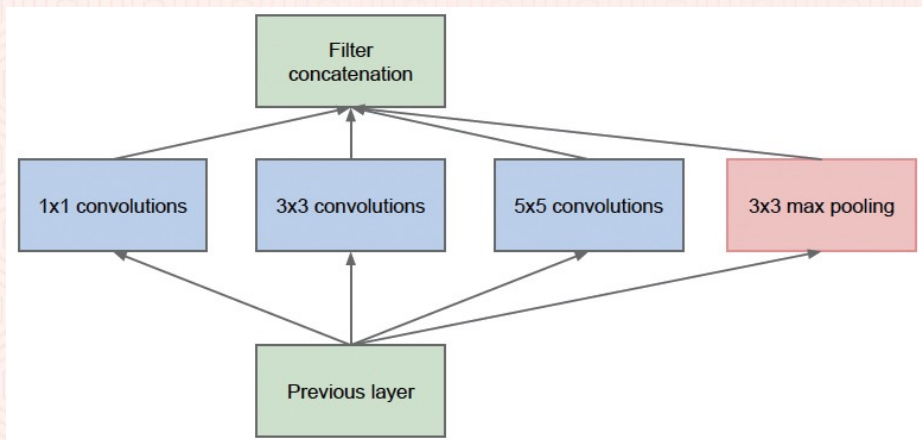 Filter
concatenation
1x1 convolutions
3x3 convolutions
5x5 convolutions
3x3 max pooling
Previous layer